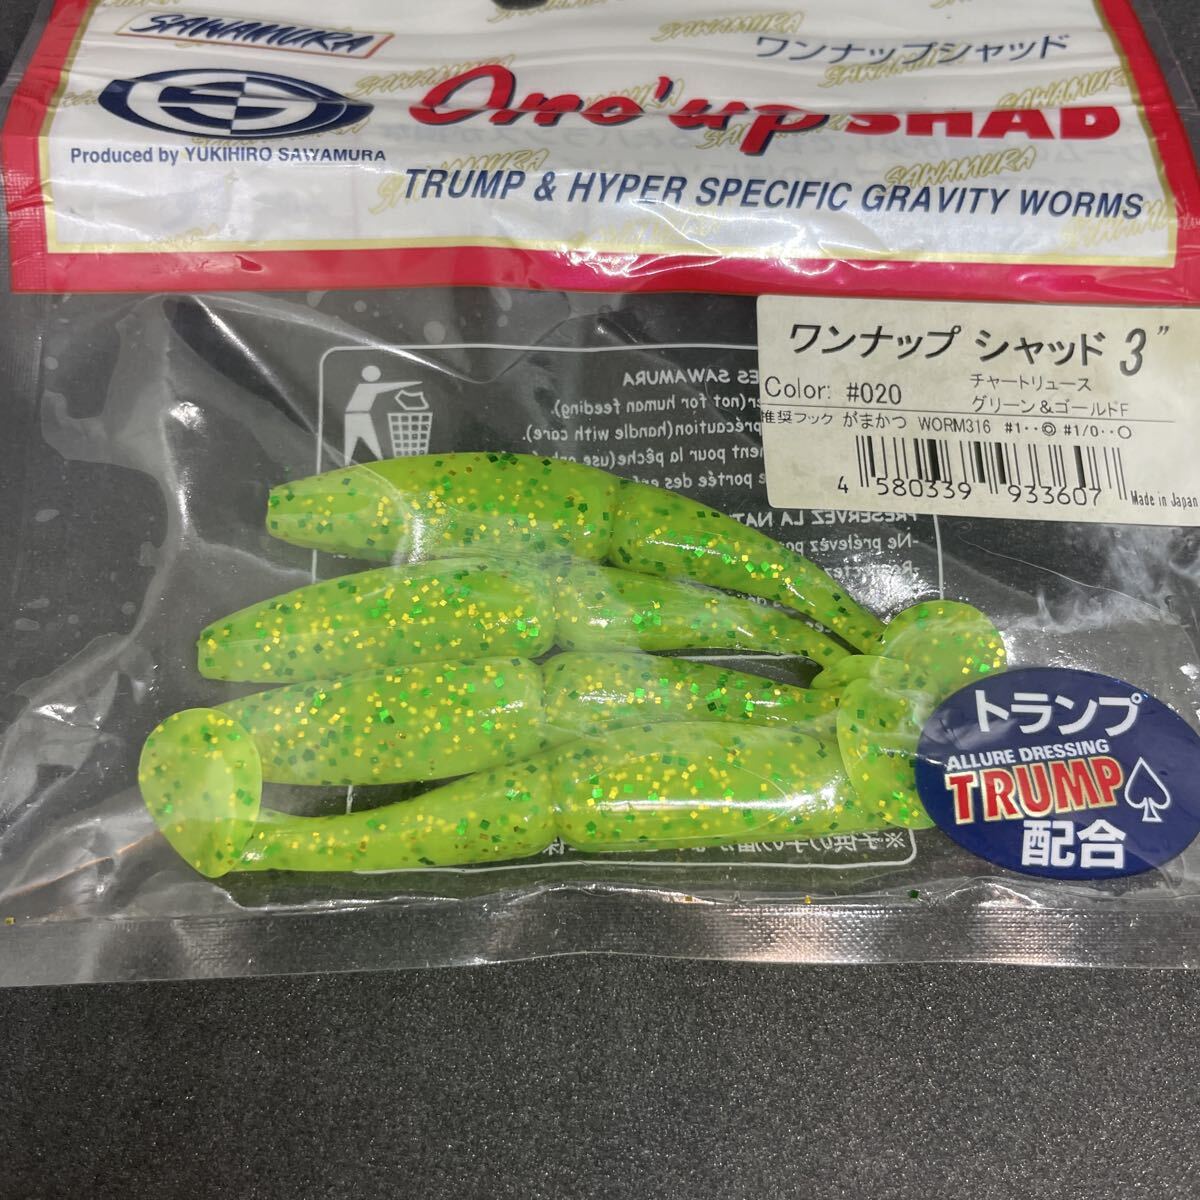 SAWAMURA
ワンナップシャッド
One'up SHAD
Produced by YUKIHIRO SAWAMURA
TRUMP & HYPER SPECIFIC GRAVITY WORMS
ワンナップ シャッド 3"
Color: #020
チャートリュース
グリーン&ゴールドF
推奨フック がまかつ WORM316 #1・・◎ #1/0・・○
4 580339 933607
Made in Japan
トランプ
ALLURE DRESSING
TRUMP
配合